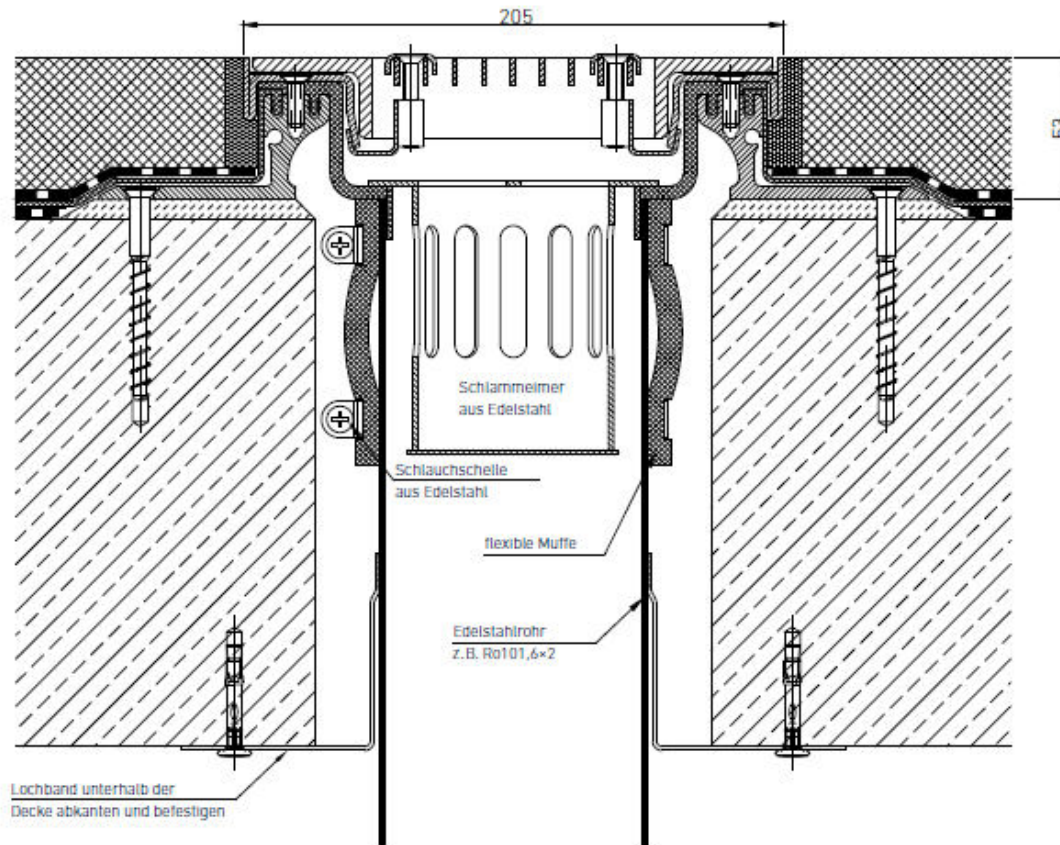 205
53
Schlammeimer
aus Edelstahl
Schlauchschelle
aus Edelstahl
flexible Muffe
Edelstahlrohr
z.B. Ro101,6×2
Lochband unterhalb der
Decke abkanten und befestigen